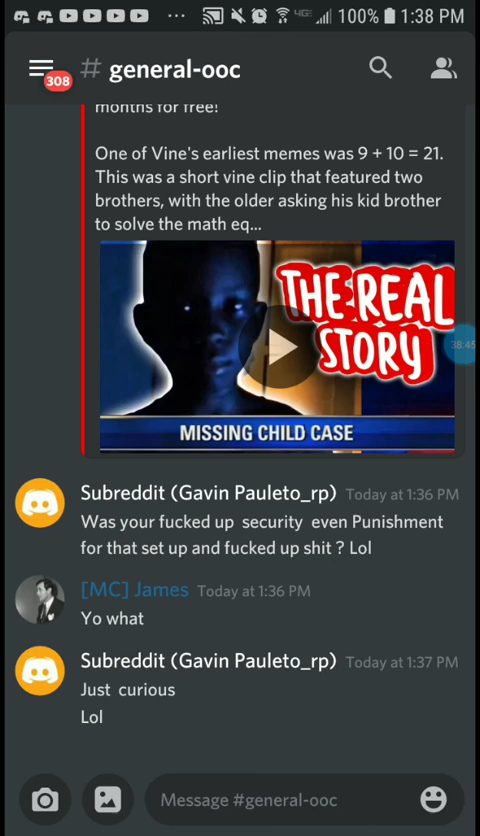 100% 1:38 PM
# general-ooc
308
months for free!
One of Vine's earliest memes was 9 + 10 = 21.
This was a short vine clip that featured two
brothers, with the older asking his kid brother
to solve the math eq...
THE REAL
STORY
38:45
MISSING CHILD CASE
Subreddit (Gavin Pauleto_rp) Today at 1:36 PM
Was your fucked up security even Punishment
for that set up and fucked up shit ? Lol
[MC] James Today at 1:36 PM
Yo what
Subreddit (Gavin Pauleto_rp) Today at 1:37 PM
Just curious
Lol
Message #general-ooc